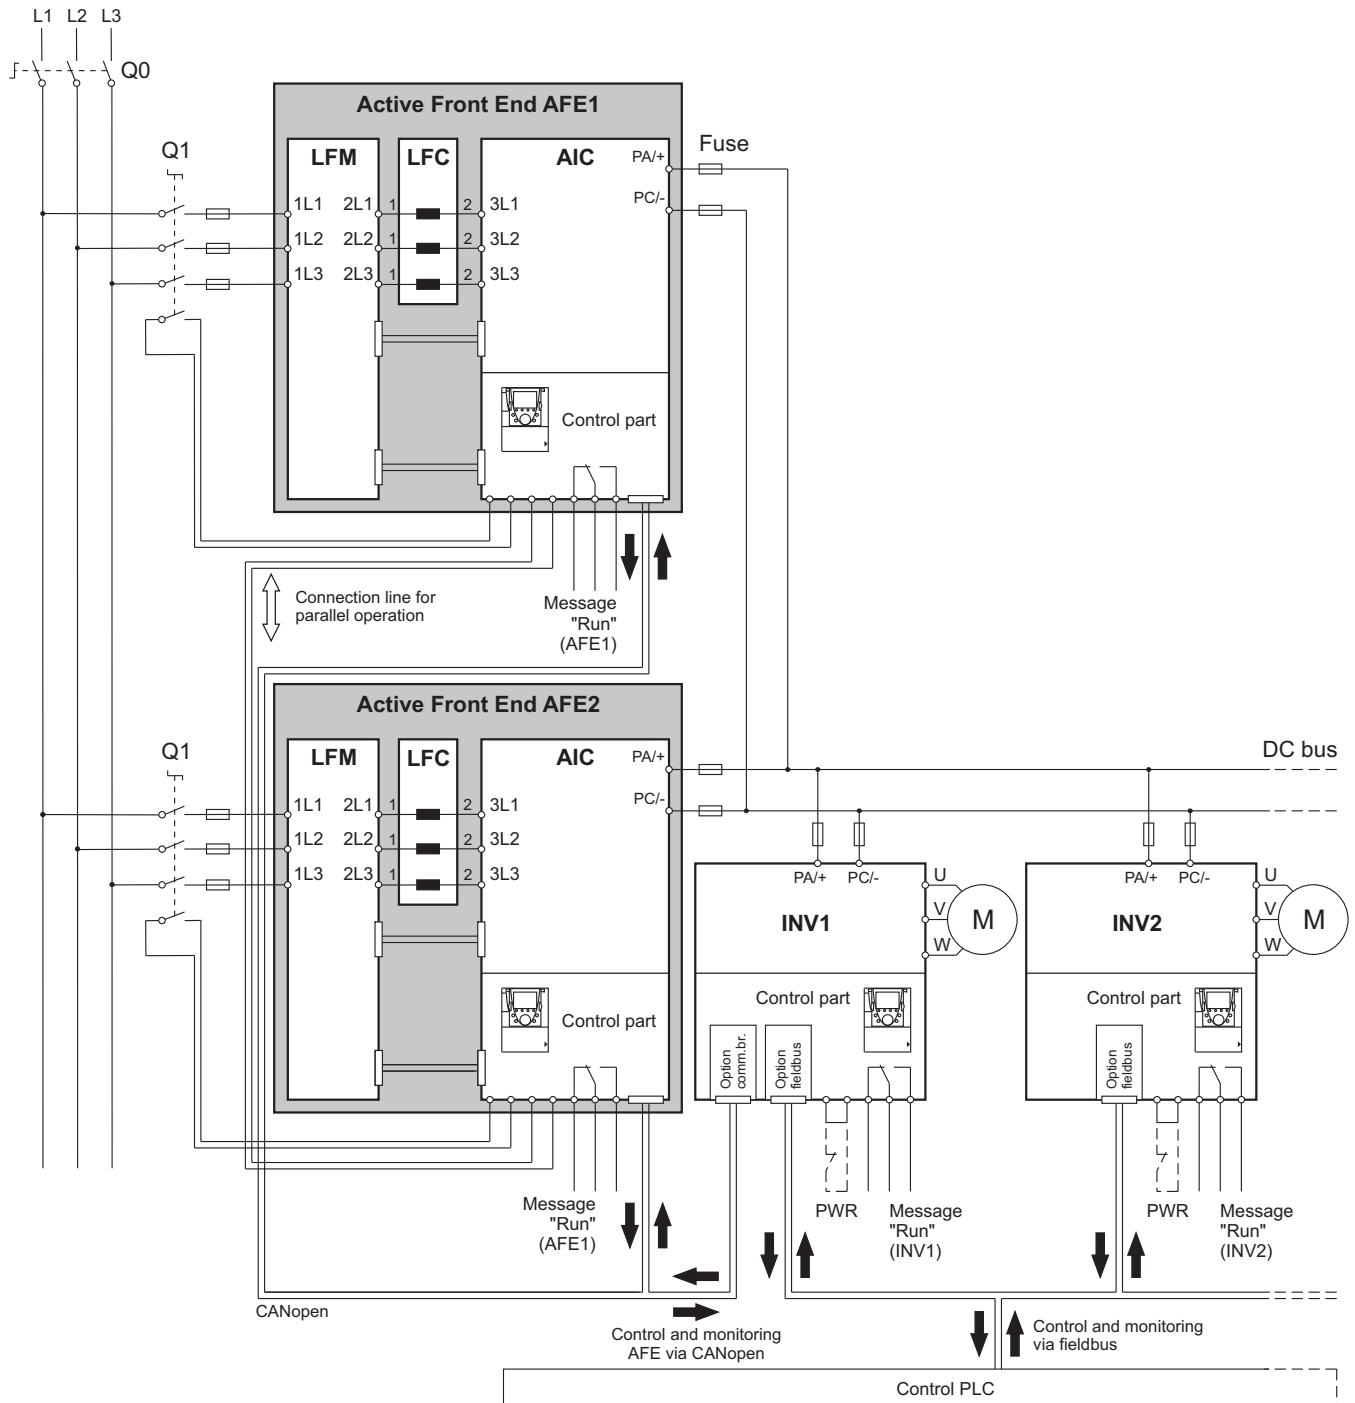 L1 L2 L3
Q0
Active Front End AFE1
Q1
LFM LFC AIC
PA/+
Fuse
PC/-
1L1 2L1 1 2 3L1
1L2 2L2 1 2 3L2
1L3 2L3 1 2 3L3
Control part
Connection line for
parallel operation
Message
"Run"
(AFE1)
Active Front End AFE2
Q1
LFM LFC AIC
PA/+
DC bus
PC/-
1L1 2L1 1 2 3L1
1L2 2L2 1 2 3L2
1L3 2L3 1 2 3L3
Control part
PA/+ PC/-
U
V
W
M
INV1
Control part
Option
comm.br.
Option
fieldbus
PA/+ PC/-
U
V
W
M
INV2
Control part
Option
fieldbus
Message
"Run"
(AFE1)
PWR
Message
"Run"
(INV1)
PWR
Message
"Run"
(INV2)
CANopen
Control and monitoring
AFE via CANopen
Control and monitoring
via fieldbus
Control PLC